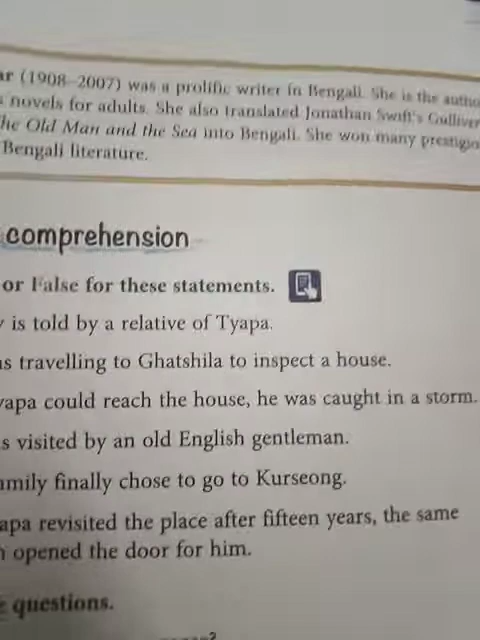 ar (1908–2007) was a prolific writer in Bengali. She is the autho
s novels for adults. She also translated Jonathan Swift's Gulliver
he Old Man and the Sea into Bengali. She won many prestigio
Bengali literature.
comprehension
or False for these statements.
y is told by a relative of Tyapa.
as travelling to Ghatshila to inspect a house.
yapa could reach the house, he was caught in a storm.
s visited by an old English gentleman.
amily finally chose to go to Kurseong.
apa revisited the place after fifteen years, the same
n opened the door for him.
questions.